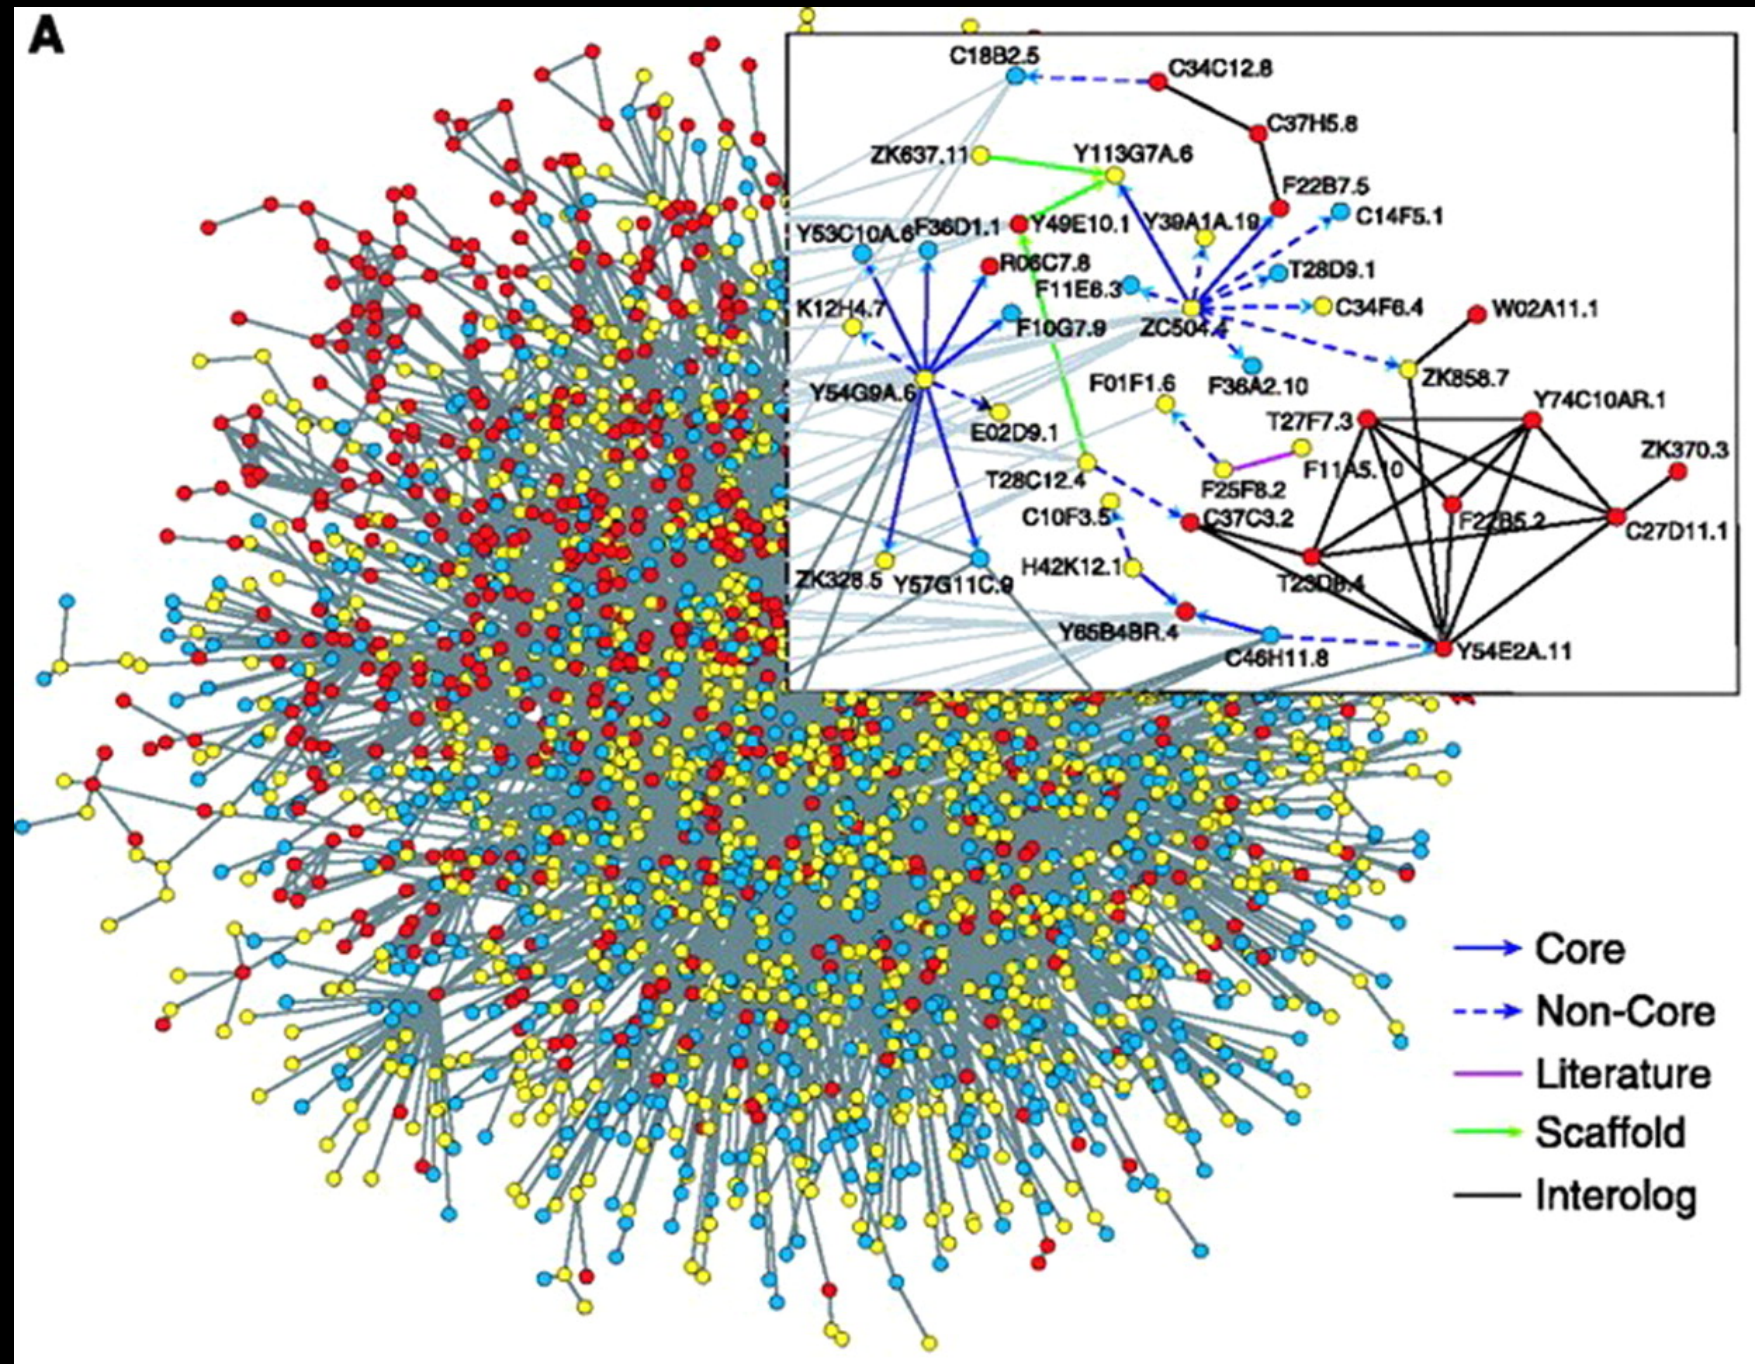 A
C18B2.5
C34C12.8
C37H5.8
ZK637.11
Y113G7A.6
F22B7.5
C14F5.1
Y53C10A.6
F36D1.1
Y49E10.1
Y39A1A.19
R06C7.8
T28D9.1
F11E6.3
K12H4.7
F10G7.9
ZC504.4
C34F6.4
W02A11.1
Y54G9A.6
F01F1.6
F36A2.10
ZK858.7
E02D9.1
T27F7.3
Y74C10AR.1
ZK370.3
T28C12.4
F25F8.2
F11A5.10
C10F3.5
C37C3.2
F22B5.2
C27D11.1
ZK328.5
Y57G11C.9
H42K12.1
T23D8.4
Y65B4BR.4
C46H11.8
Y54E2A.11
Core
Non-Core
Literature
Scaffold
Interolog